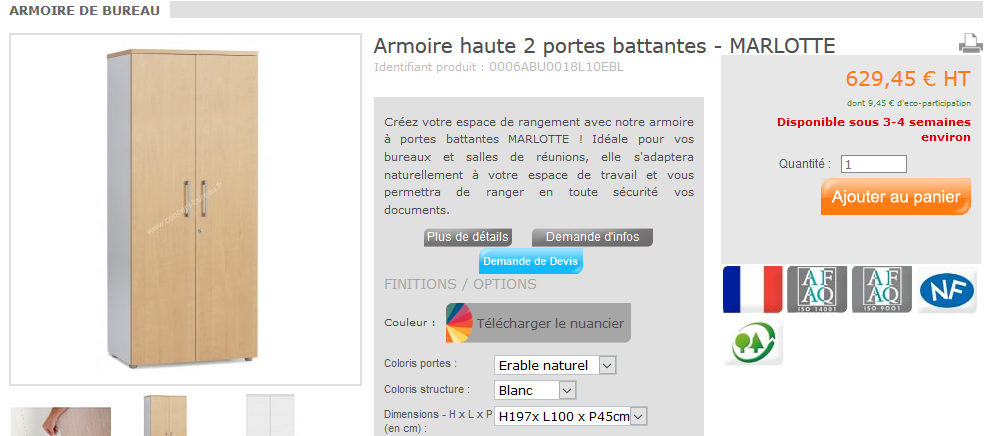 ARMOIRE DE BUREAU
Armoire haute 2 portes battantes - MARLOTTE
Identifiant produit : 0006ABU0018L10EBL
Créez votre espace de rangement avec notre armoire
à portes battantes MARLOTTE ! Idéale pour vos
bureaux et salles de réunions, elle s'adaptera
naturellement à votre espace de travail et vous
permettra de ranger en toute sécurité vos
documents.
Plus de détails
Demande d'infos
Demande de Devis
FINITIONS / OPTIONS
Couleur :
Télécharger le nuancier
Coloris portes :
Erable naturel
Coloris structure :
Blanc
Dimensions - H x L x P
(en cm) :
H197x L100 x P45cm
629,45 € HT
dont 9,45 € d'eco-participation
Disponible sous 3-4 semaines
environ
Quantité :
1
Ajouter au panier
AF
AQ
ISO 14001
AF
AQ
ISO 9001
NF